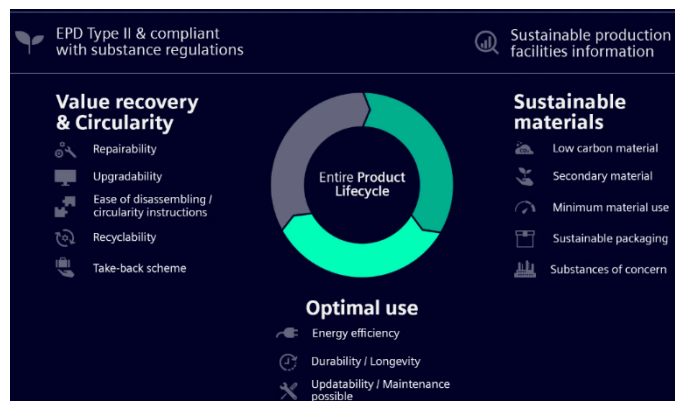 EPD Type II & compliant
with substance regulations
Sustainable production
facilities information
Value recovery
& Circularity
Repairability
Upgradability
Ease of disassembling /
circularity instructions
Recyclability
Take-back scheme
Entire Product
Lifecycle
Sustainable
materials
Low carbon material
Secondary material
Minimum material use
Sustainable packaging
Substances of concern
Optimal use
Energy efficiency
Durability / Longevity
Updatability / Maintenance
possible